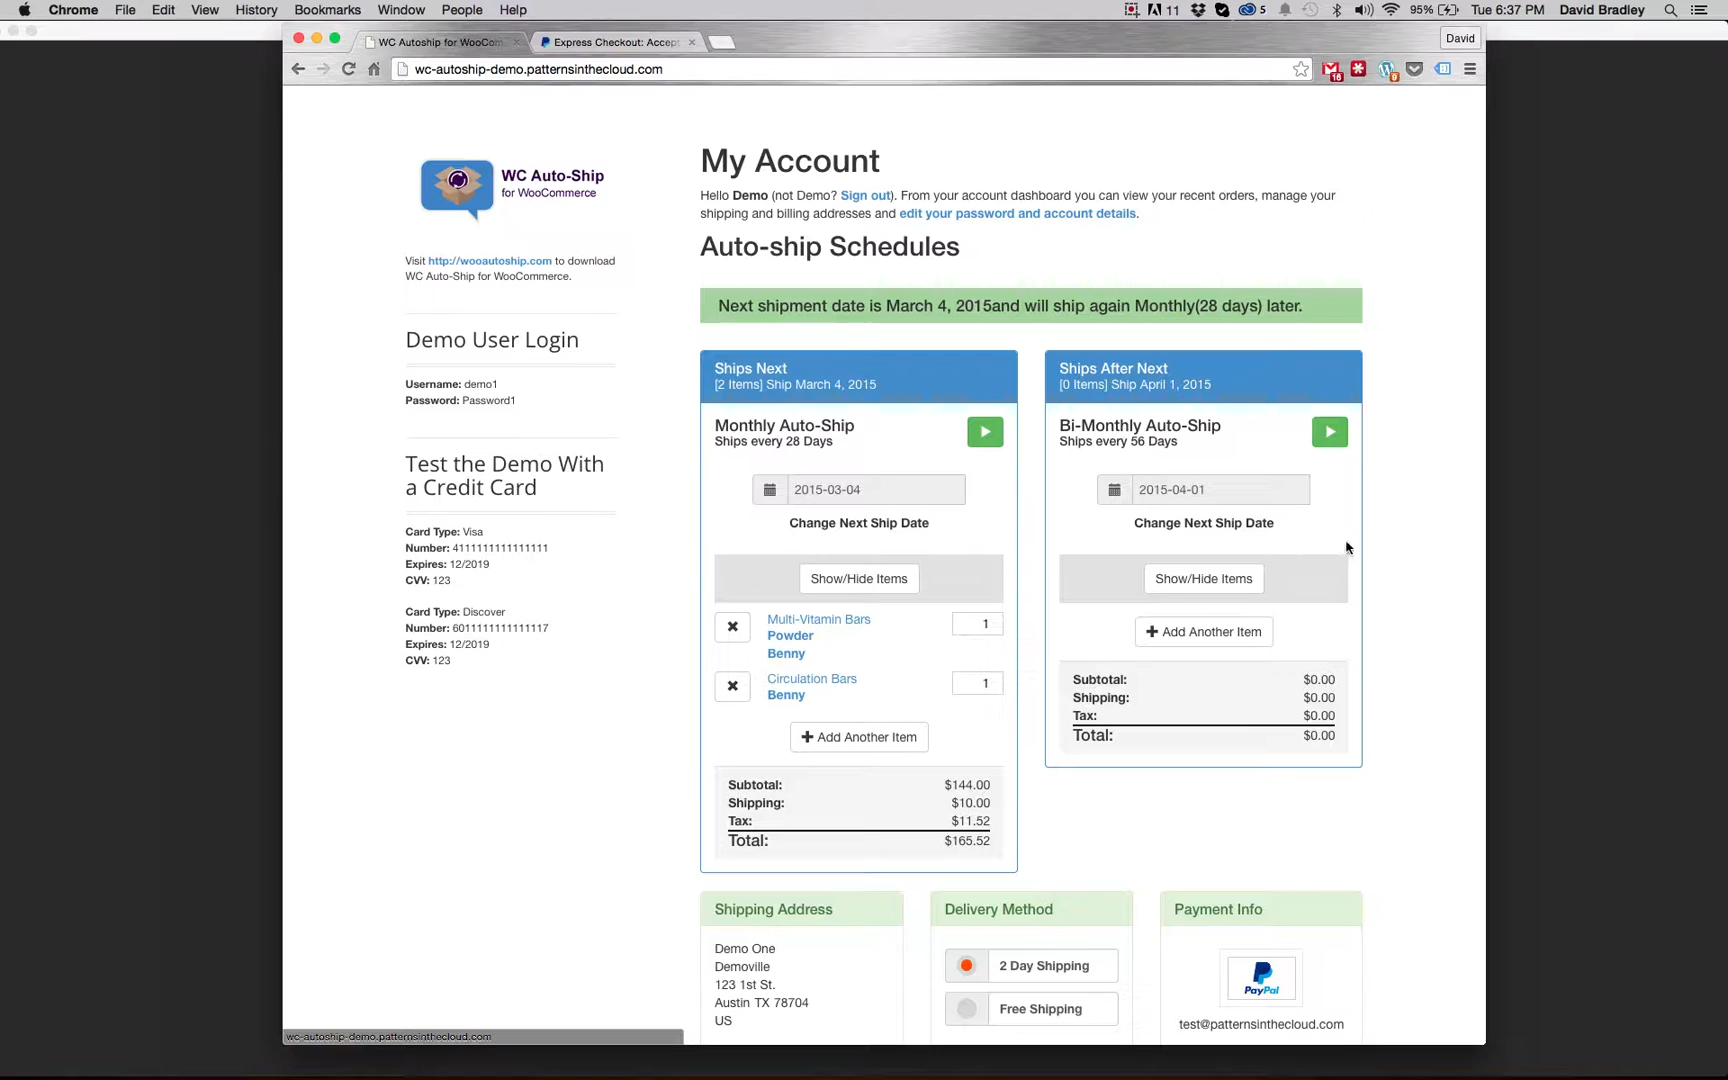 Chrome File Edit View History Bookmarks Window People Help 11 5 95% Tue 6:37 PM David Bradley
WC Autoship for WooCom × Express Checkout: Accept × David
wc-autoship-demo.patternsinthecloud.com 16 9
WC Auto-Ship
for WooCommerce
Visit http://wooautoship.com to download
WC Auto-Ship for WooCommerce.
Demo User Login
Username: demo1
Password: Password1
Test the Demo With
a Credit Card
Card Type: Visa
Number: 4111111111111111
Expires: 12/2019
CVV: 123
Card Type: Discover
Number: 6011111111111117
Expires: 12/2019
CVV: 123
My Account
Hello Demo (not Demo? Sign out). From your account dashboard you can view your recent orders, manage your
shipping and billing addresses and edit your password and account details.
Auto-ship Schedules
Next shipment date is March 4, 2015and will ship again Monthly(28 days) later.
Ships Next
[2 Items] Ship March 4, 2015
Monthly Auto-Ship
Ships every 28 Days
2015-03-04
Change Next Ship Date
Show/Hide Items
Multi-Vitamin Bars 1
Powder
Benny
Circulation Bars 1
Benny
Add Another Item
Subtotal: $144.00
Shipping: $10.00
Tax: $11.52
Total: $165.52
Ships After Next
[0 Items] Ship April 1, 2015
Bi-Monthly Auto-Ship
Ships every 56 Days
2015-04-01
Change Next Ship Date
Show/Hide Items
Add Another Item
Subtotal: $0.00
Shipping: $0.00
Tax: $0.00
Total: $0.00
Shipping Address
Demo One
Demoville
123 1st St.
Austin TX 78704
US
Delivery Method
2 Day Shipping
Free Shipping
Payment Info
PayPal
test@patternsinthecloud.com
wc-autoship-demo.patternsinthecloud.com